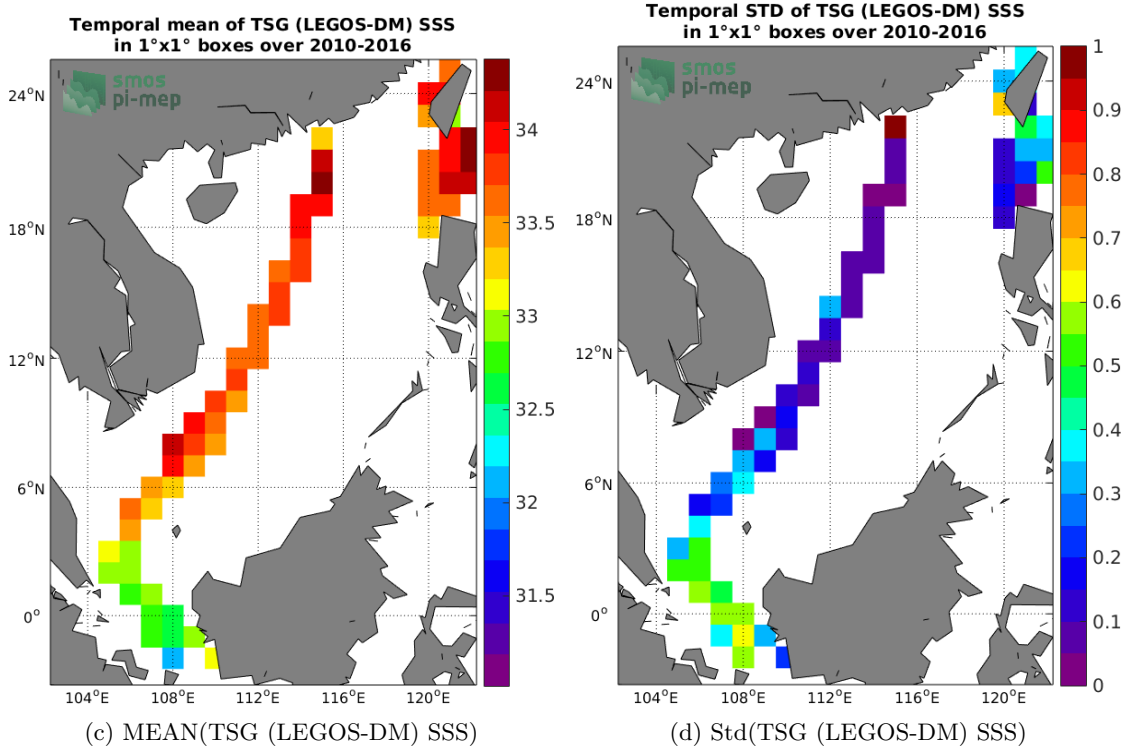 Temporal mean of TSG (LEGOS-DM) SSS
in 1°x1° boxes over 2010-2016
smos
pi-mep
24°N
18°N
12°N
6°N
0°
104°E
108°E
112°E
116°E
120°E
34
33.5
33
32.5
32
31.5
(c) MEAN(TSG (LEGOS-DM) SSS)
Temporal STD of TSG (LEGOS-DM) SSS
in 1°x1° boxes over 2010-2016
smos
pi-mep
24°N
18°N
12°N
6°N
0°
104°E
108°E
112°E
116°E
120°E
1
0.9
0.8
0.7
0.6
0.5
0.4
0.3
0.2
0.1
0
(d) Std(TSG (LEGOS-DM) SSS)